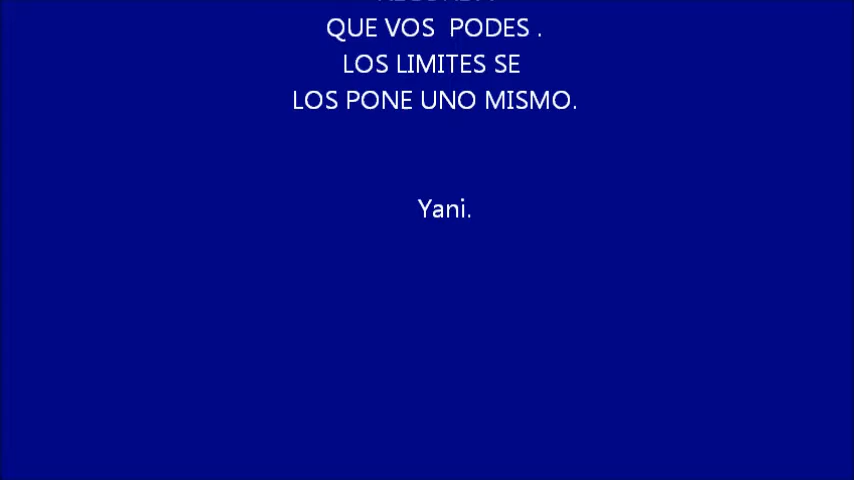 QUE VOS  PODES .
LOS LIMITES SE
LOS PONE UNO MISMO.
Yani.